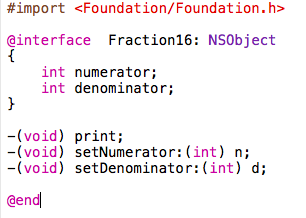 #import <Foundation/Foundation.h>
@interface Fraction16: NSObject
{
int numerator;
int denominator;
}
-(void) print;
-(void) setNumerator:(int) n;
-(void) setDenominator:(int) d;
@end